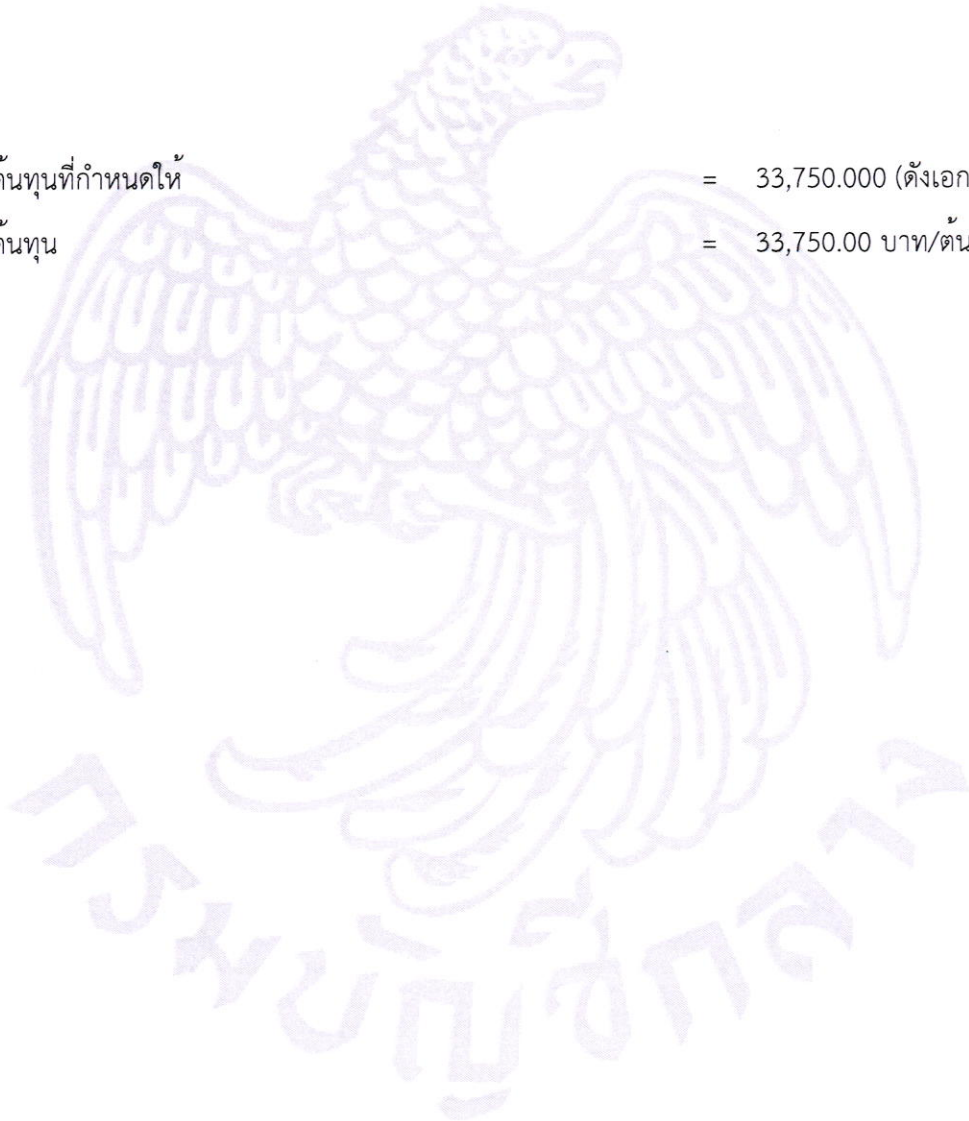 ต้นทุนที่กำหนดให้ = 33,750.000 (ดังเอก
ต้นทุน = 33,750.00 บาท/ต้น
กรมบัญชีกลาง